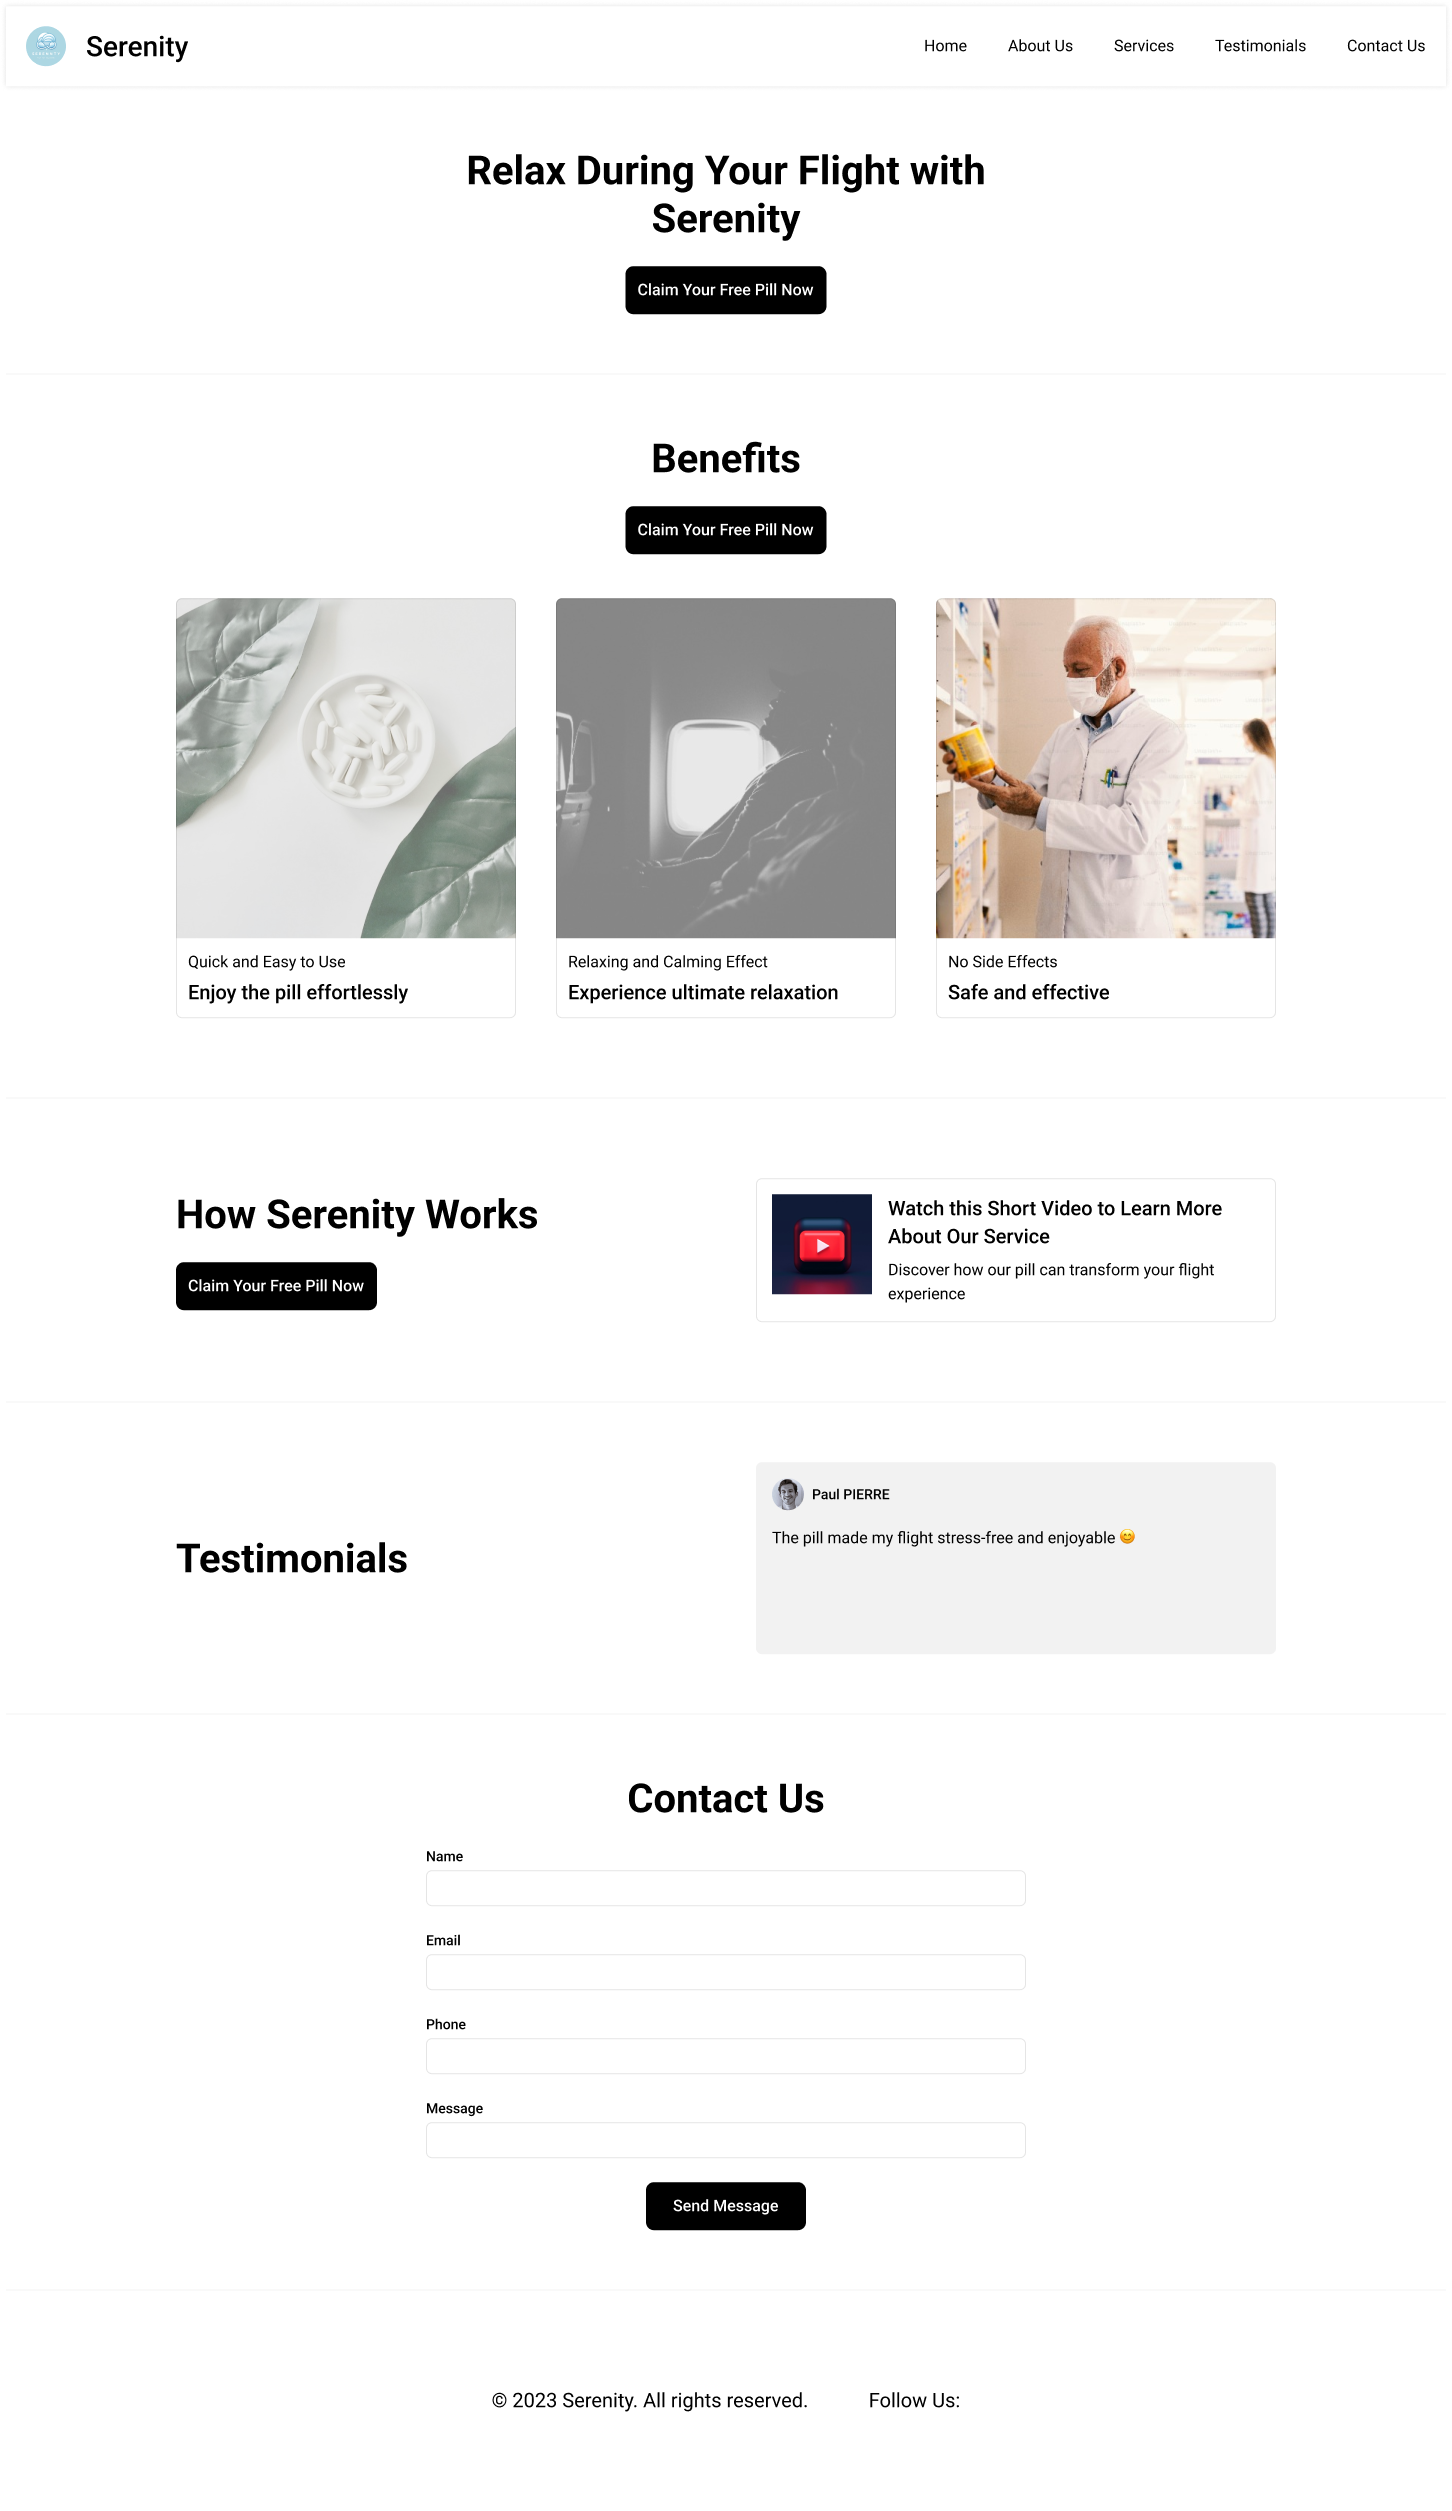 Serenity
Home
About Us
Services
Testimonials
Contact Us
Relax During Your Flight with
Serenity
Claim Your Free Pill Now
Benefits
Claim Your Free Pill Now
Quick and Easy to Use
Enjoy the pill effortlessly
Relaxing and Calming Effect
Experience ultimate relaxation
No Side Effects
Safe and effective
How Serenity Works
Claim Your Free Pill Now
Watch this Short Video to Learn More
About Our Service
Discover how our pill can transform your flight
experience
Testimonials
Paul PIERRE
The pill made my flight stress-free and enjoyable 😊
Contact Us
Name
Email
Phone
Message
Send Message
© 2023 Serenity. All rights reserved.
Follow Us: